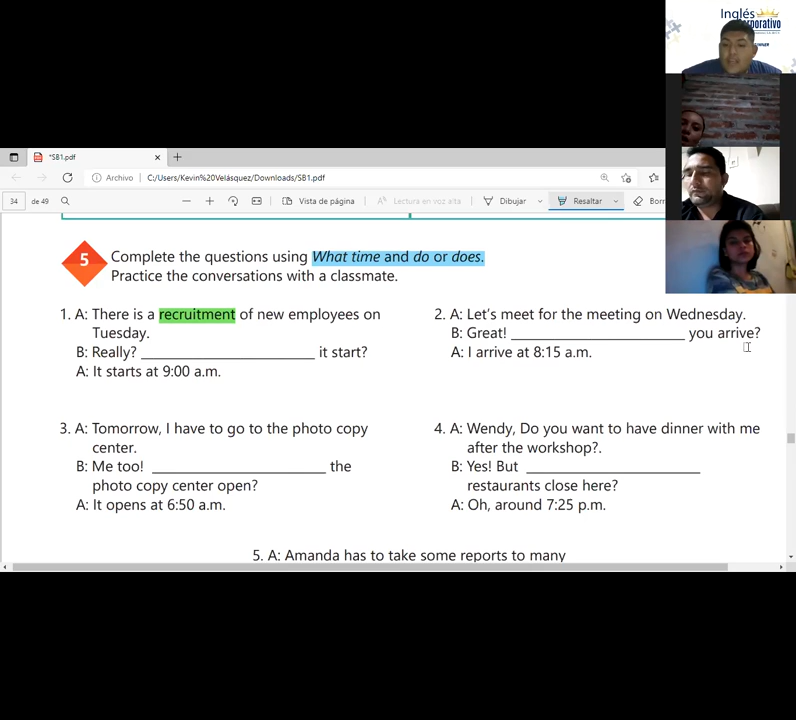 Inglés
Corporativo
OWNER
*SB1.pdf
Archivo
C:/Users/Kevin%20Velásquez/Downloads/SB1.pdf
34
de 49
Vista de página
Lectura en voz alta
Dibujar
Resaltar
Borr
5
Complete the questions using What time and do or does.
Practice the conversations with a classmate.
1. A: There is a recruitment of new employees on
Tuesday.
B: Really? ____________________ it start?
A: It starts at 9:00 a.m.
2. A: Let's meet for the meeting on Wednesday.
B: Great! ____________________ you arrive?
A: I arrive at 8:15 a.m.
3. A: Tomorrow, I have to go to the photo copy
center.
B: Me too! ____________________ the
photo copy center open?
A: It opens at 6:50 a.m.
4. A: Wendy, Do you want to have dinner with me
after the workshop?.
B: Yes! But ____________________
restaurants close here?
A: Oh, around 7:25 p.m.
5. A: Amanda has to take some reports to many